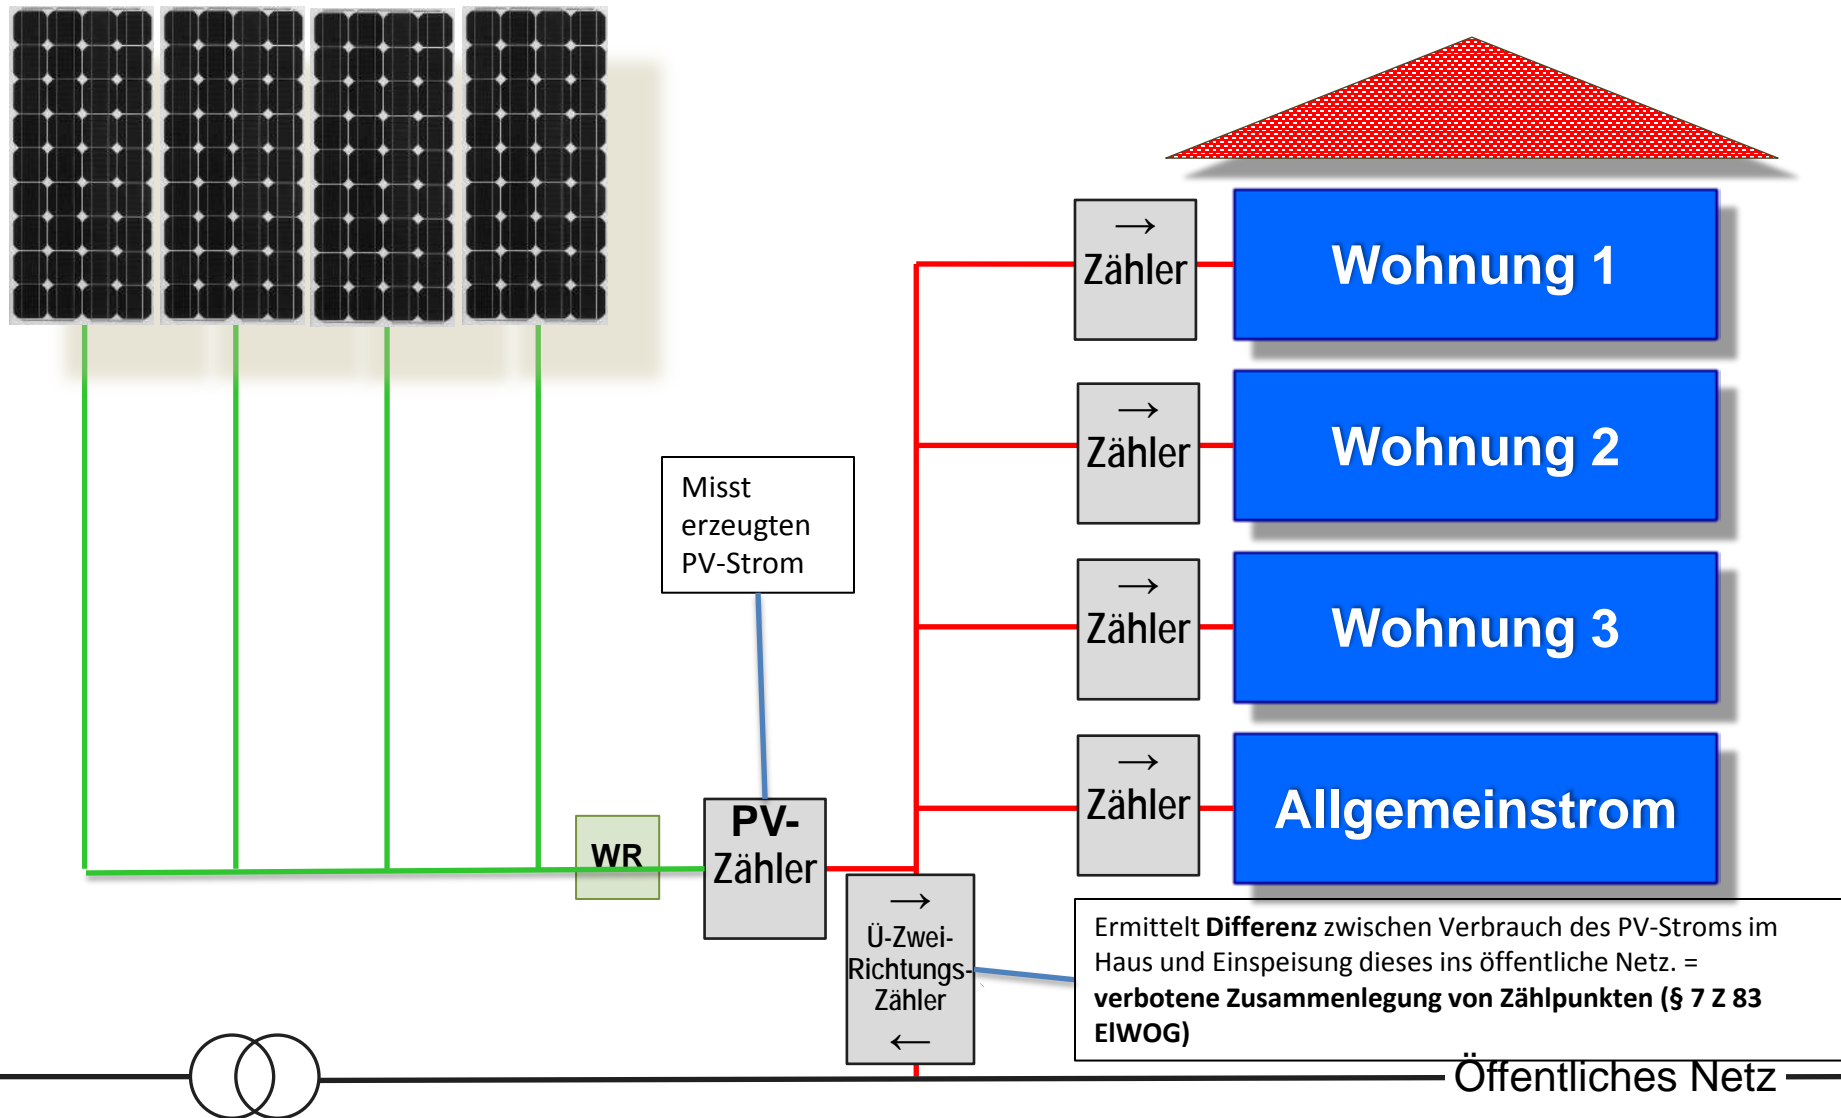 →
Zähler
Wohnung 1
→
Zähler
Wohnung 2
Misst
erzeugten
PV-Strom
→
Zähler
Wohnung 3
→
Zähler
Allgemeinstrom
WR
PV-
Zähler
→
Ü-Zwei-
Richtungs-
Zähler
←
Ermittelt Differenz zwischen Verbrauch des PV-Stroms im
Haus und Einspeisung dieses ins öffentliche Netz. =
verbotene Zusammenlegung von Zählpunkten (§ 7 Z 83
ElWOG)
Öffentliches Netz